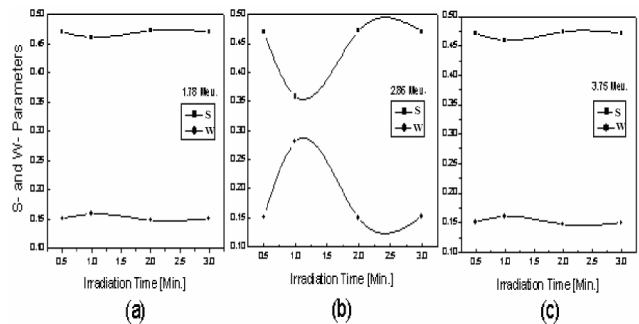 S- and W- Parameters
0.50
0.45
0.40
0.35
0.30
0.25
0.20
0.15
0.10
1.78 Meu.
S
W
0.5 1.0 1.5 2.0 2.5 3.0
Irradiation Time [Min.]
(a)
0.50
0.45
0.40
0.35
0.30
0.25
0.20
0.15
0.10
2.86 Meu.
S
W
0.5 1.0 1.5 2.0 2.5 3.0
Irradiation Time [Min.]
(b)
0.50
0.45
0.40
0.35
0.30
0.25
0.20
0.15
0.10
3.75 Meu.
S
W
0.5 1.0 1.5 2.0 2.5 3.0
Irradiation Time [Min.]
(c)